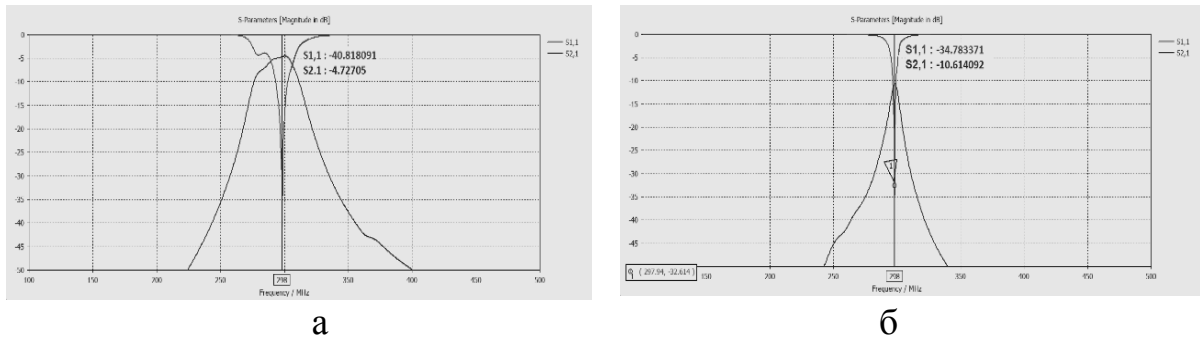 S-Parameters [Magnitude in dB]
0
-5
-10
-15
-20
-25
-30
-35
-40
-45
50
S1,1 : -40.818091
S2.1 : -4.72705
S1,1
S2,1
100
150
200
250
298
350
400
450
500
Frequency / MHz
а
S-Parameters [Magnitude in dB]
0
-5
-10
-15
-20
-25
-30
-35
-40
-45
S1,1 : -34.783371
S2,1 : -10.614092
1
S1,1
S2,1
( 297.94, -32.614 )
150
200
250
298
350
400
450
500
Frequency / MHz
б